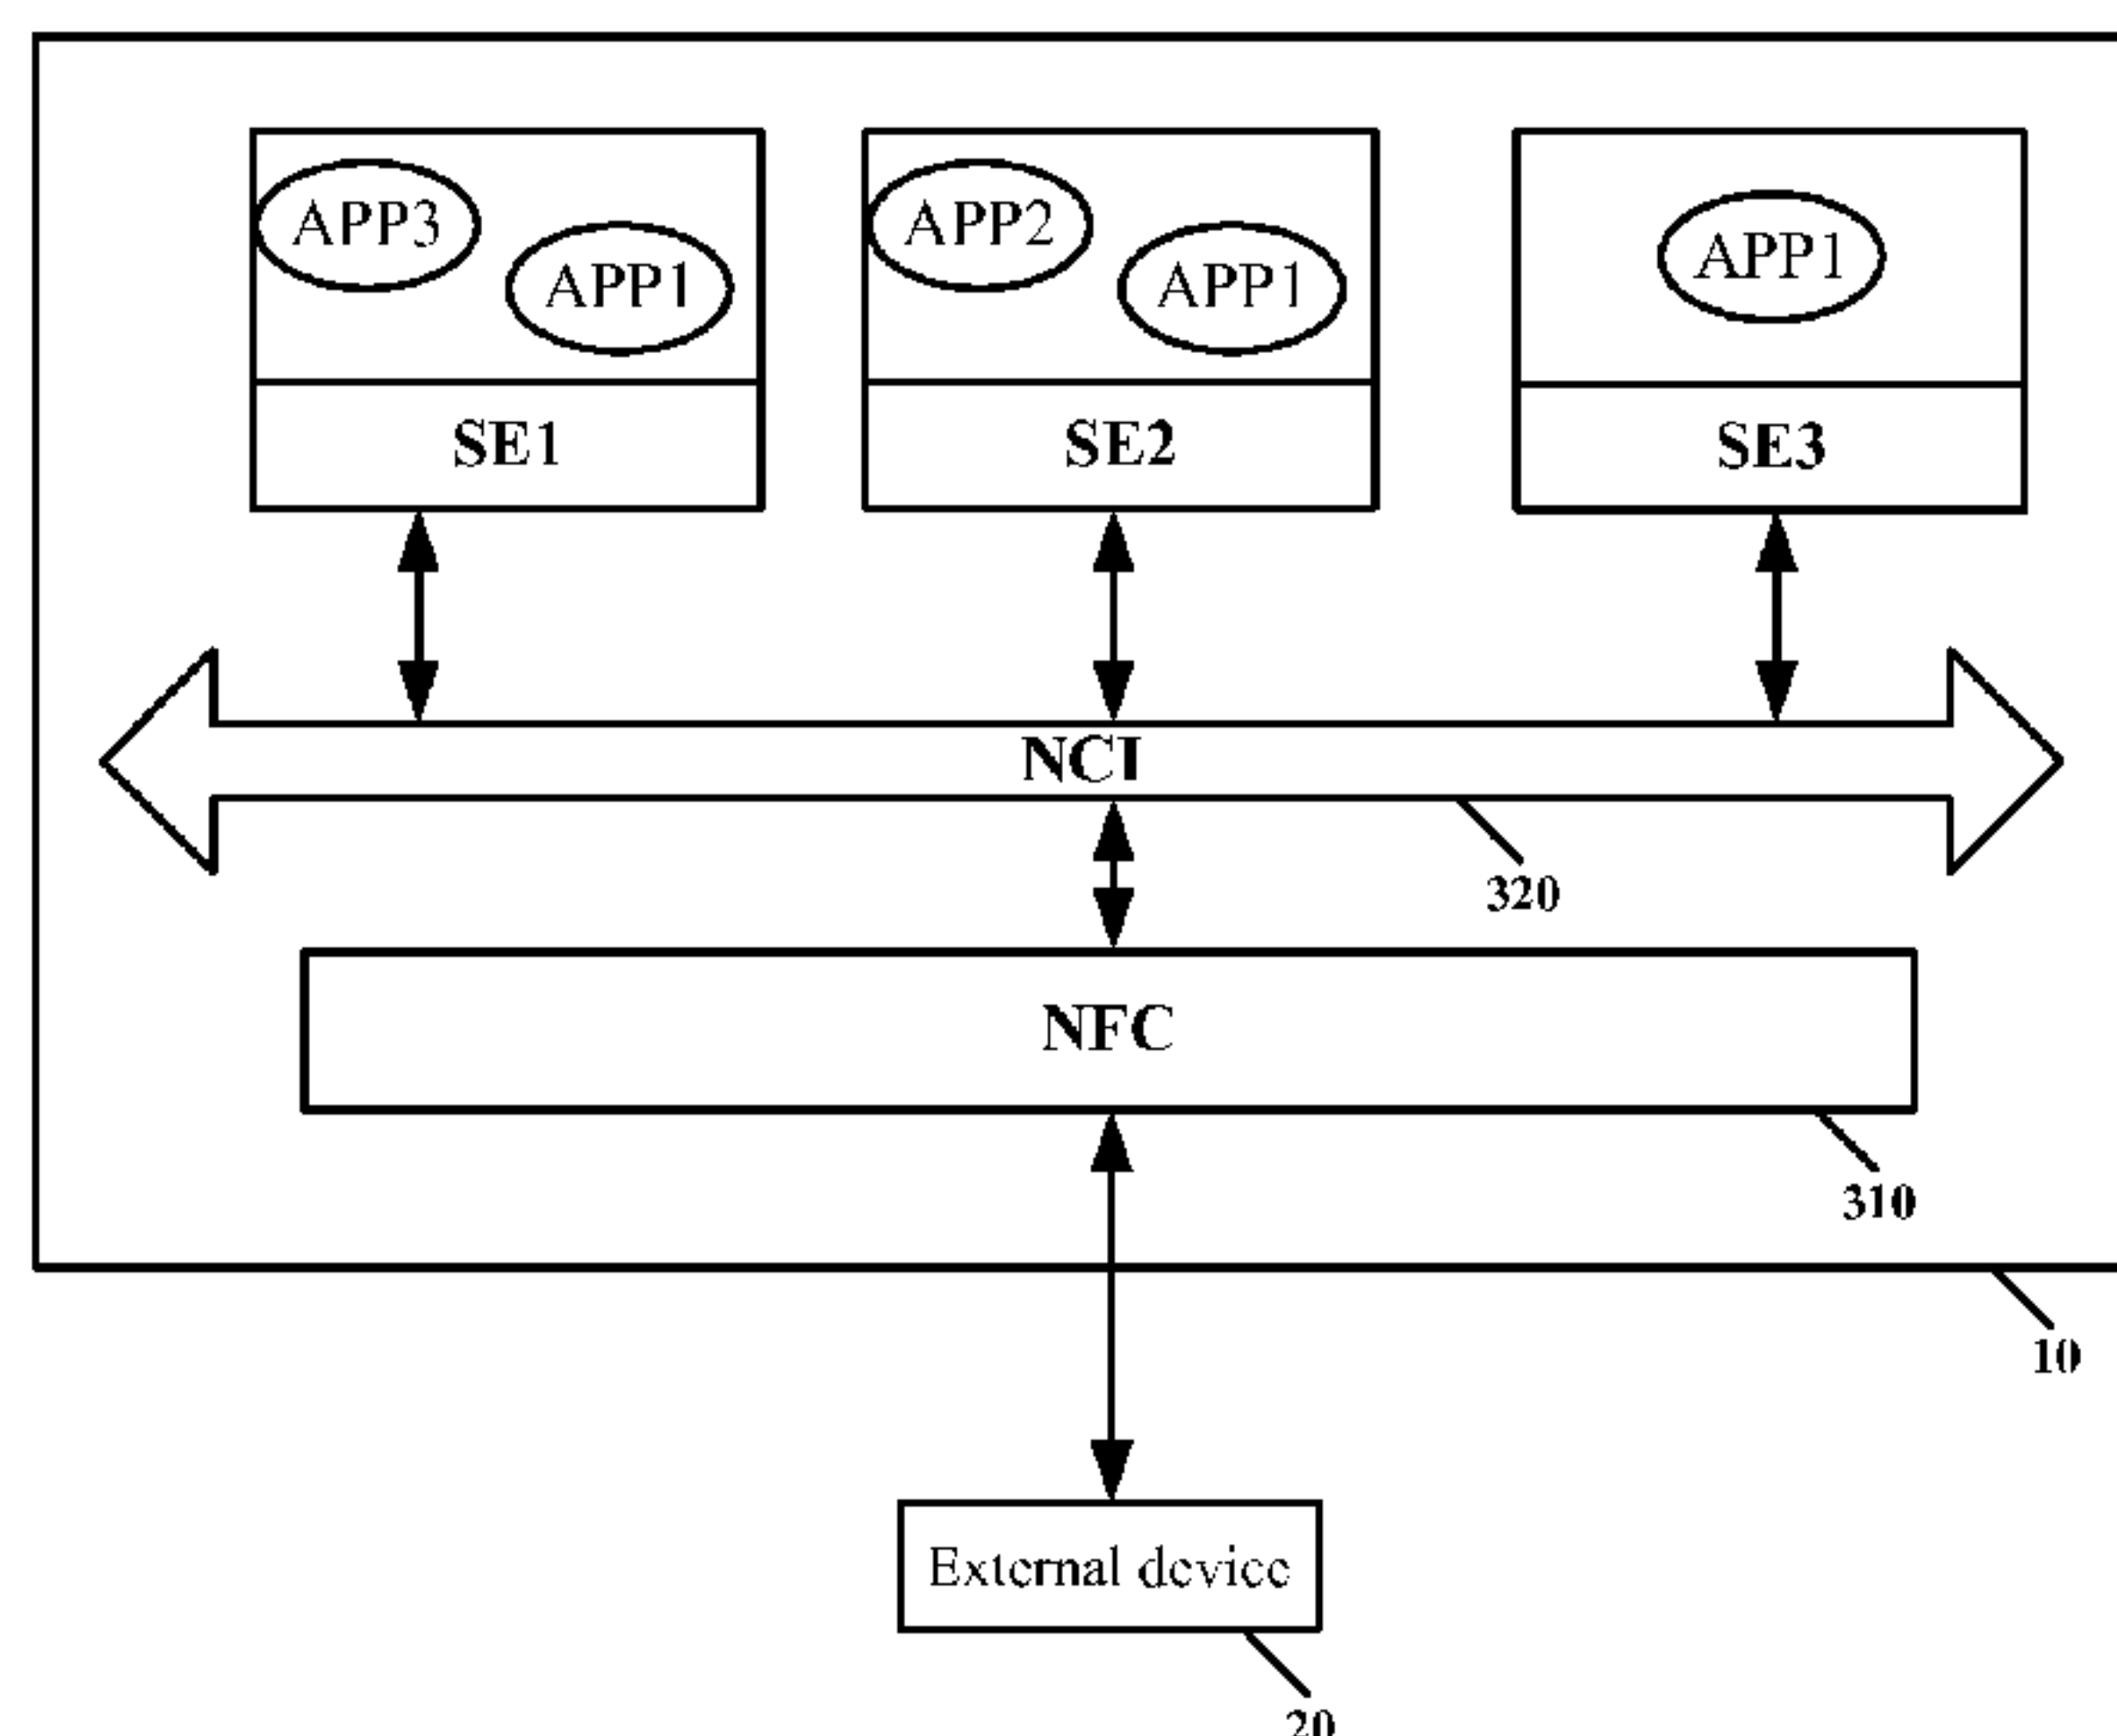 APP3
APP1
SE1
APP2
APP1
SE2
APP1
SE3
NCI
320
NFC
310
10
External device
20